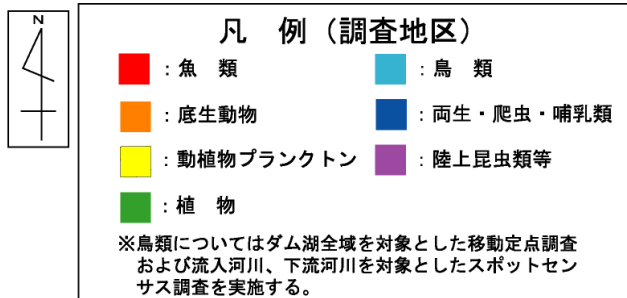 N
凡　例（調査地区）
：魚　類
：鳥　類
：底生動物
：両生・爬虫・哺乳類
：動植物プランクトン
：陸上昆虫類等
：植　物
※鳥類についてはダム湖全域を対象とした移動定点調査
および流入河川、下流河川を対象としたスポットセン
サス調査を実施する。